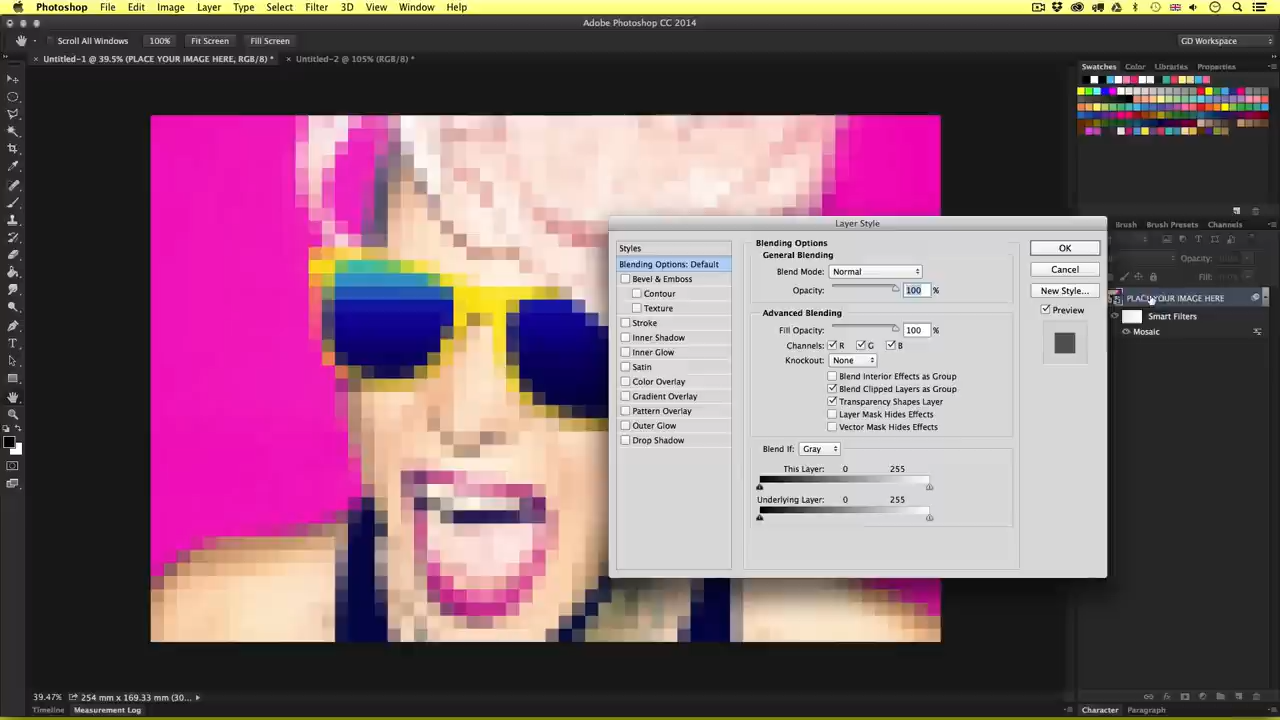 Photoshop File Edit Image Layer Type Select Filter 3D View Window Help
Adobe Photoshop CC 2014
Scroll All Windows 100% Fit Screen Fill Screen GD Workspace
× Untitled-1 @ 39.5% (PLACE YOUR IMAGE HERE, RGB/8) * × Untitled-2 @ 105% (RGB/8) *
Swatches Color Libraries Properties
Brush Brush Presets Channels
Opacity:
Fill:
PLACE YOUR IMAGE HERE
Smart Filters
Mosaic
Layer Style
Styles
Blending Options: Default
Bevel & Emboss
Contour
Texture
Stroke
Inner Shadow
Inner Glow
Satin
Color Overlay
Gradient Overlay
Pattern Overlay
Outer Glow
Drop Shadow
Blending Options
General Blending
Blend Mode: Normal
Opacity: 100 %
Advanced Blending
Fill Opacity: 100 %
Channels: R G B
Knockout: None
Blend Interior Effects as Group
Blend Clipped Layers as Group
Transparency Shapes Layer
Layer Mask Hides Effects
Vector Mask Hides Effects
Blend If: Gray
This Layer: 0 255
Underlying Layer: 0 255
OK
Cancel
New Style...
Preview
39.47% 254 mm x 169.33 mm (30...
Timeline Measurement Log
Character Paragraph